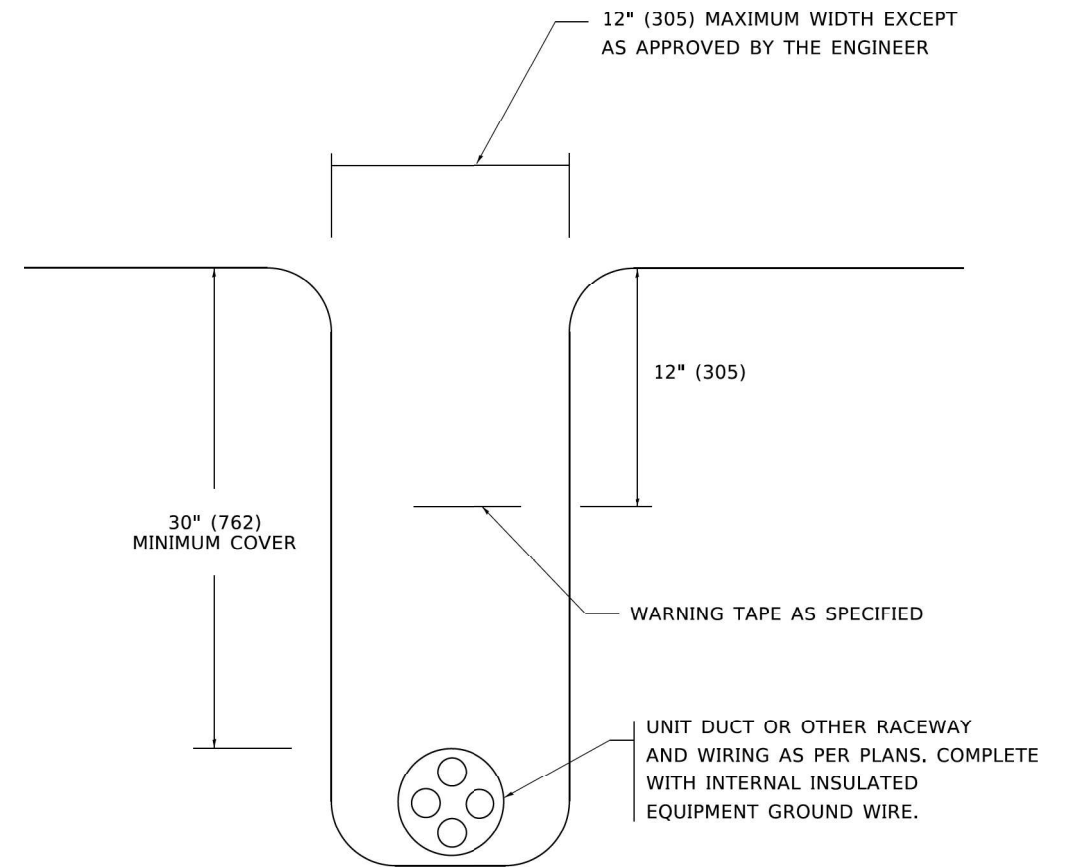 12" (305) MAXIMUM WIDTH EXCEPT
AS APPROVED BY THE ENGINEER
12" (305)
30" (762)
MINIMUM COVER
WARNING TAPE AS SPECIFIED
UNIT DUCT OR OTHER RACEWAY
AND WIRING AS PER PLANS. COMPLETE
WITH INTERNAL INSULATED
EQUIPMENT GROUND WIRE.